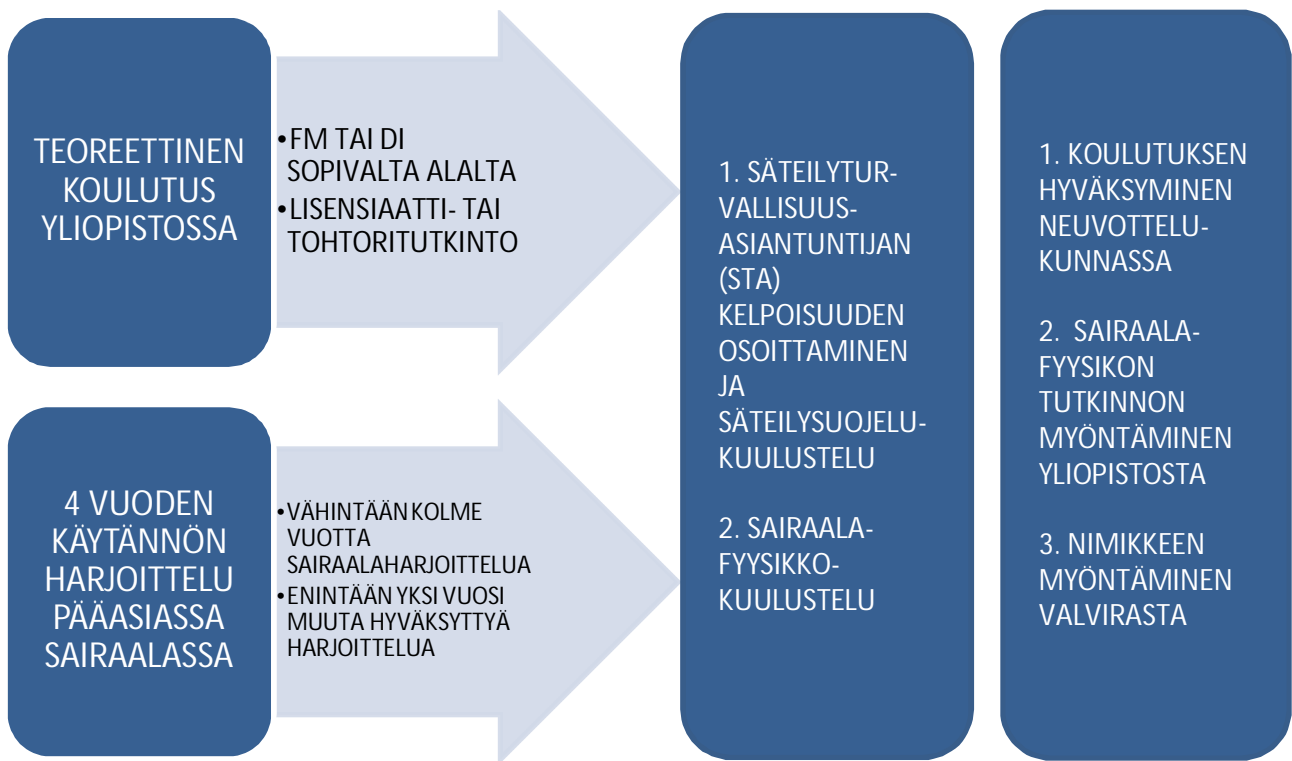 TEOREETTINEN
KOULUTUS
YLIOPISTOSSA
•FM TAI DI
SOPIVALTA ALALTA
•LISENSIAATTI- TAI
TOHTORITUTKINTO
4 VUODEN
KÄYTÄNNÖN
HARJOITTELU
PÄÄASIASSA
SAIRAALASSA
•VÄHINTÄÄN KOLME
VUOTTA
SAIRAALAHARJOITTELUA
•ENINTÄÄN YKSI VUOSI
MUUTA HYVÄKSYTTYÄ
HARJOITTELUA
1. SÄTEILYTUR-
VALLISUUS-
ASIANTUNTIJAN
(STA)
KELPOISUUDEN
OSOITTAMINEN
JA
SÄTEILYSUOJELU-
KUULUSTELU
2. SAIRAALA-
FYYSIKKO-
KUULUSTELU
1. KOULUTUKSEN
HYVÄKSYMINEN
NEUVOTTELU-
KUNNASSA
2. SAIRAALA-
FYYSIKON
TUTKINNON
MYÖNTÄMINEN
YLIOPISTOSTA
3. NIMIKKEEN
MYÖNTÄMINEN
VALVIRASTA